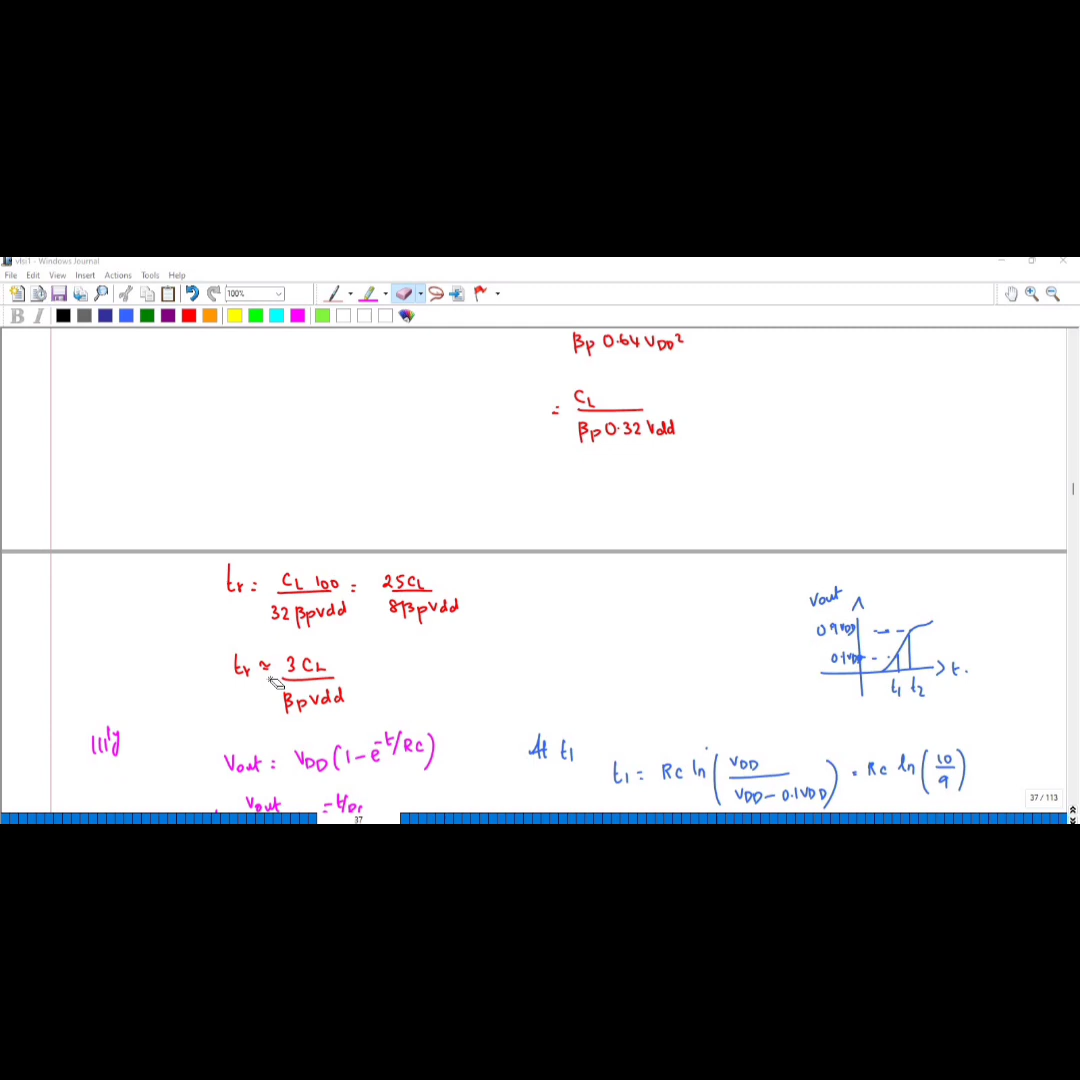 vlsi1 - Windows Journal
File Edit View Insert Actions Tools Help
100%
B I
βp 0.64 VDD²
= CL / βp 0.32 Vdd
tr = CL 100 / 32 βpVdd = 25CL / 8βpVdd
Vout
0.9VDD
0.1VDD
t1 t2
t.
tr ≈ 3 CL / βpVdd
IIIly
Vout = VDD (1 - e^-t/RC)
At t1
t1 = Rc ln (VDD / VDD - 0.1VDD) = Rc ln (10/9)
Vout
37 / 113
37